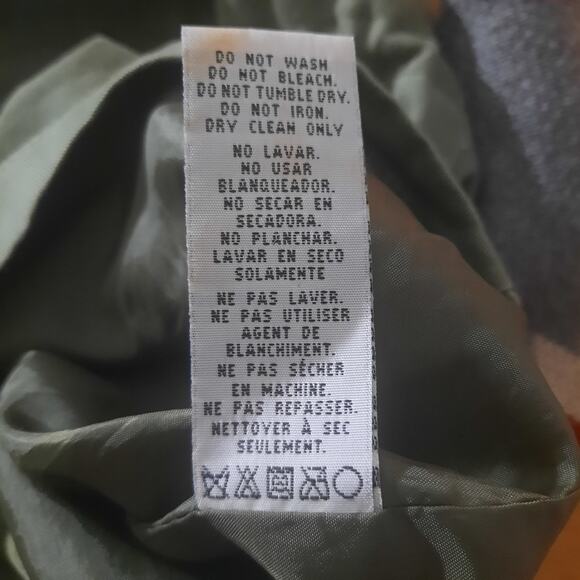 DO NOT WASH
DO NOT BLEACH.
DO NOT TUMBLE DRY.
DO NOT IRON.
DRY CLEAN ONLY
NO LAVAR.
NO USAR
BLANQUEADOR.
NO SECAR EN
SECADORA.
NO PLANCHAR.
LAVAR EN SECO
SOLAMENTE
NE PAS LAVER.
NE PAS UTILISER
AGENT DE
BLANCHIMENT.
NE PAS SÉCHER
EN MACHINE.
NE PAS REPASSER.
NETTOYER À SEC
SEULEMENT.